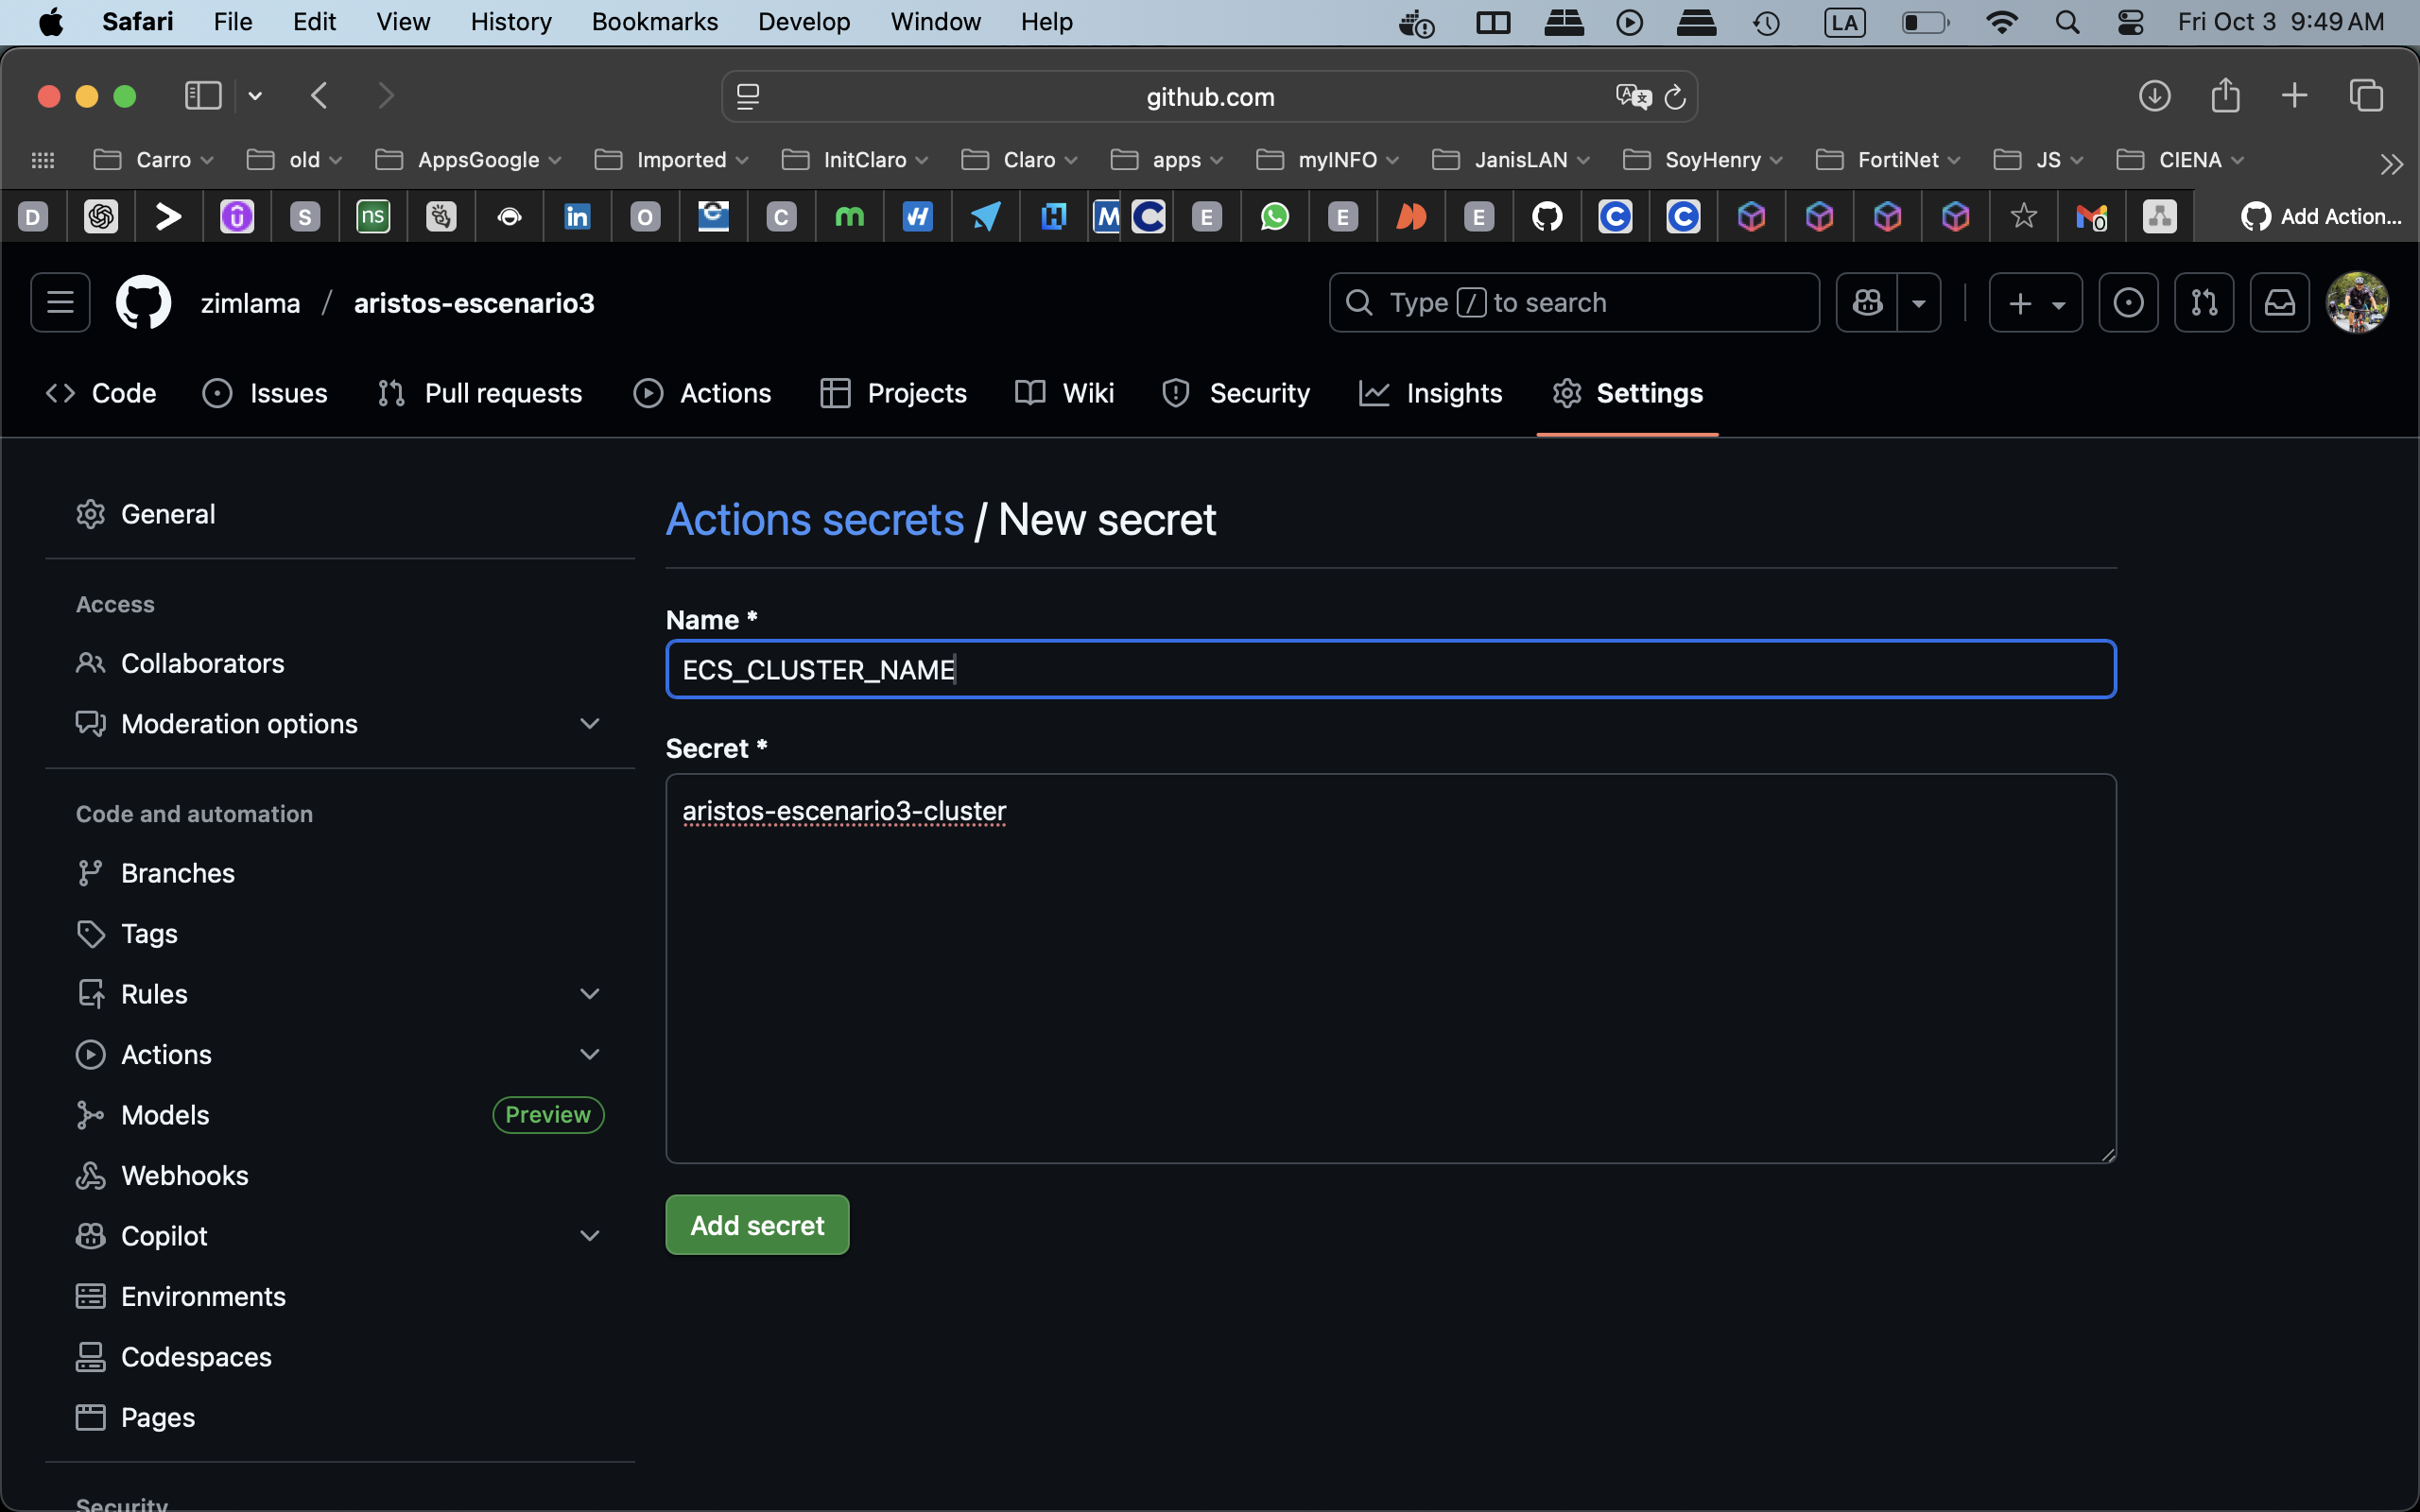 Safari File Edit View History Bookmarks Develop Window Help LA Fri Oct 3 9:49 AM
github.com
Carro old AppsGoogle Imported InitClaro Claro apps myINFO JanisLAN SoyHenry FortiNet JS CIENA
D S ns in O C m H M C E E E C C 0 Add Action...
zimlama / aristos-escenario3 Type / to search
Code Issues Pull requests Actions Projects Wiki Security Insights Settings
General
Access
Collaborators
Moderation options
Code and automation
Branches
Tags
Rules
Actions
Models Preview
Webhooks
Copilot
Environments
Codespaces
Pages
Security
Actions secrets / New secret
Name *
ECS_CLUSTER_NAME
Secret *
aristos-escenario3-cluster
Add secret